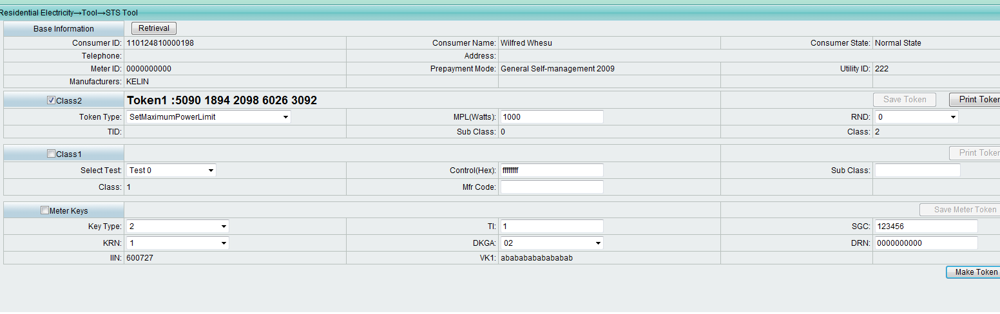 Residential Electricity→Tool→STS Tool
Base Information Retrieval
Consumer ID: 110124810000198 Consumer Name: Wilfred Whesu Consumer State: Normal State
Telephone: Address:
Meter ID: 0000000000 Prepayment Mode: General Self-management 2009 Utility ID: 222
Manufacturers: KELIN
Class2 Token1 :5090 1894 2098 6026 3092 Save Token Print Token
Token Type: SetMaximumPowerLimit MPL(Watts): 1000 RND: 0
TID: Sub Class: 0 Class: 2
Class1 Print Token
Select Test: Test 0 Control(Hex): ffffffff Sub Class:
Class: 1 Mfr Code:
Meter Keys Save Meter Token
Key Type: 2 TI: 1 SGC: 123456
KRN: 1 DKGA: 02 DRN: 0000000000
IIN: 600727 VK1: abababababababab
Make Token